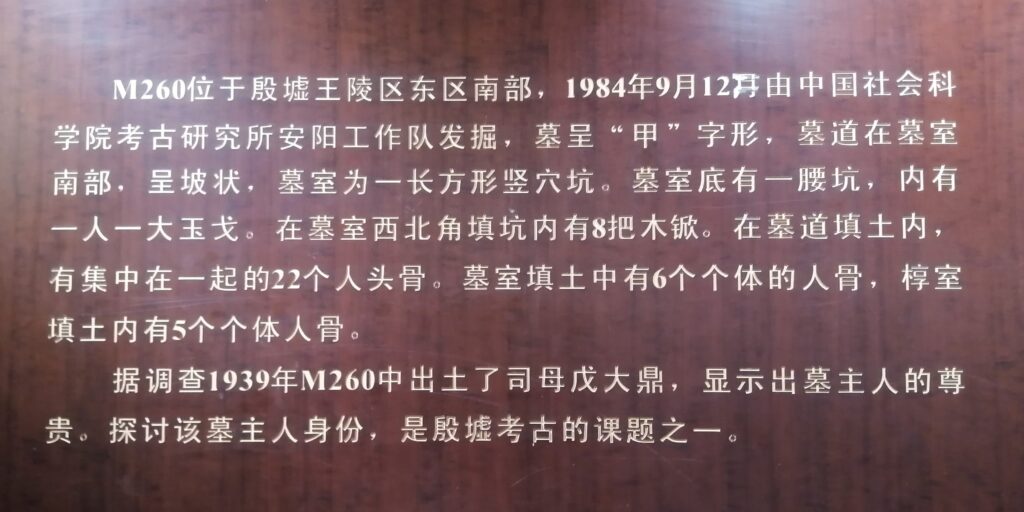 M260位于殷墟王陵区东区南部，1984年9月12月由中国社会科
学院考古研究所安阳工作队发掘，墓呈“甲”字形，墓道在墓室
南部，呈坡状，墓室为一长方形竖穴坑。墓室底有一腰坑，内有
一人一大玉戈。在墓室西北角填坑内有8把木锨。在墓道填土内，
有集中在一起的22个人头骨。墓室填土中有6个个体的人骨，椁室
填土内有5个个体人骨。
据调查1939年M260中出土了司母戊大鼎，显示出墓主人的尊
贵。探讨该墓主人身份，是殷墟考古的课题之一。